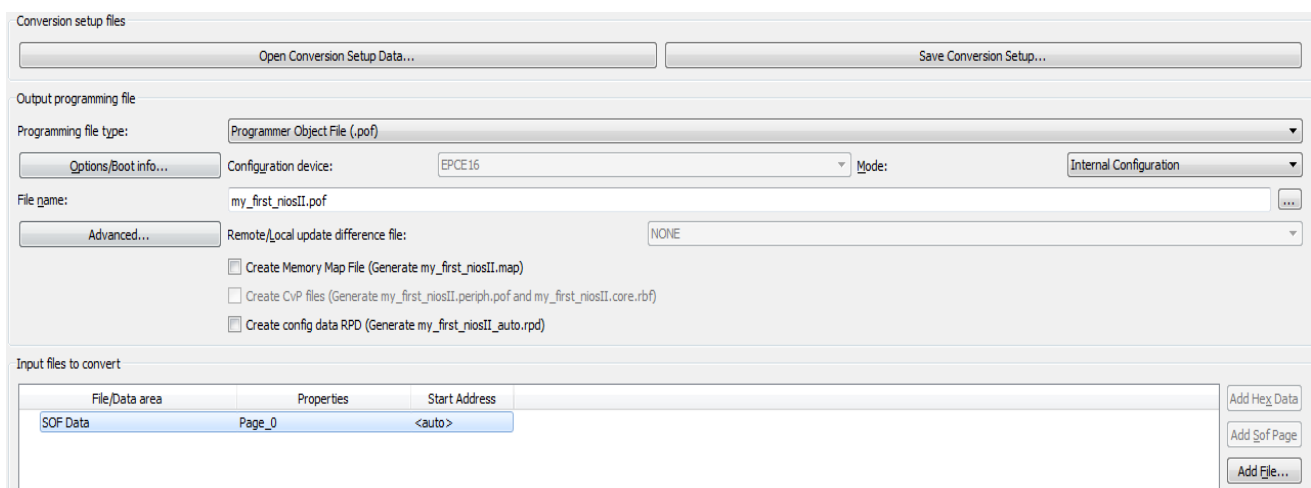 Conversion setup files
Open Conversion Setup Data... Save Conversion Setup...
Output programming file
Programming file type: Programmer Object File (.pof)
Options/Boot info... Configuration device: EPCE16 Mode: Internal Configuration
File name: my_first_niosII.pof ...
Advanced... Remote/Local update difference file: NONE
Create Memory Map File (Generate my_first_niosII.map)
Create CvP files (Generate my_first_niosII.periph.pof and my_first_niosII.core.rbf)
Create config data RPD (Generate my_first_niosII_auto.rpd)
Input files to convert
File/Data area Properties Start Address
Add Hex Data
SOF Data Page_0 <auto>
Add Sof Page
Add File...